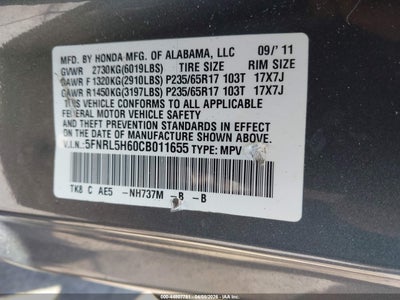 MFD. BY HONDA MFG. OF ALABAMA, LLC 09/' 11
GVWR 2730KG(6019LBS) TIRE SIZE RIM SIZE
GAWR F 1320KG(2910LBS) P235/65R17 103T 17X7J
GAWR R1450KG(3197LBS) P235/65R17 103T 17X7J
THIS VEHICLE CONFORMS TO ALL APPLICABLE
FEDERAL MOTOR VEHICLE SAFETY AND
THEFT PREVENTION STANDARDS IN EFFECT ON
THE DATE OF MANUFACTURE SHOWN ABOVE.
V.I.N.:5FNRL5H60CB011655 TYPE: MPV
TK8 C AE5 -NH737M -B -B